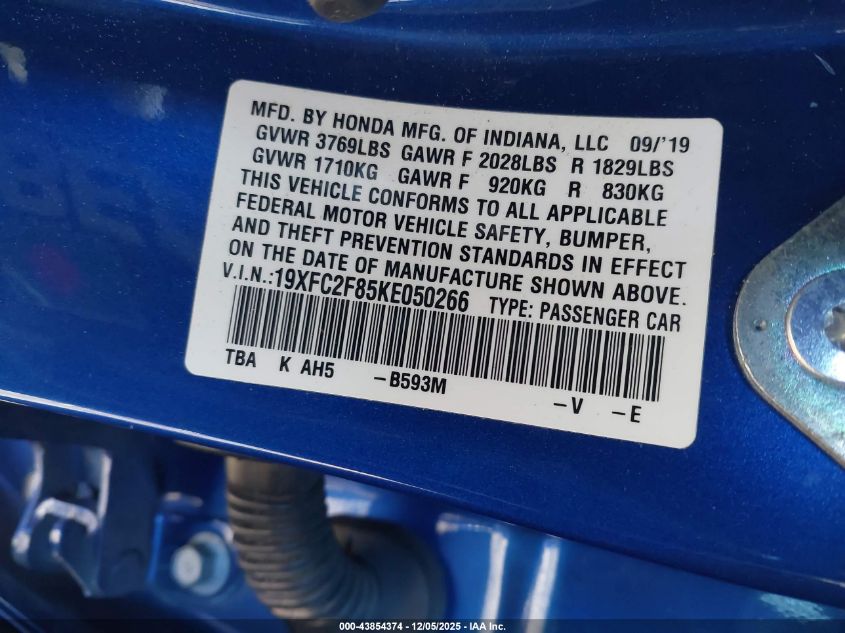 MFD. BY HONDA MFG. OF INDIANA, LLC 09/'19
GVWR 3769LBS GAWR F 2028LBS R 1829LBS
GVWR 1710KG GAWR F 920KG R 830KG
THIS VEHICLE CONFORMS TO ALL APPLICABLE
FEDERAL MOTOR VEHICLE SAFETY, BUMPER,
AND THEFT PREVENTION STANDARDS IN EFFECT
ON THE DATE OF MANUFACTURE SHOWN ABOVE.
V.I.N.:19XFC2F85KE050266 TYPE: PASSENGER CAR
TBA K AH5 -B593M -V -E
000-43854374 - 12/05/2025 - IAA Inc.